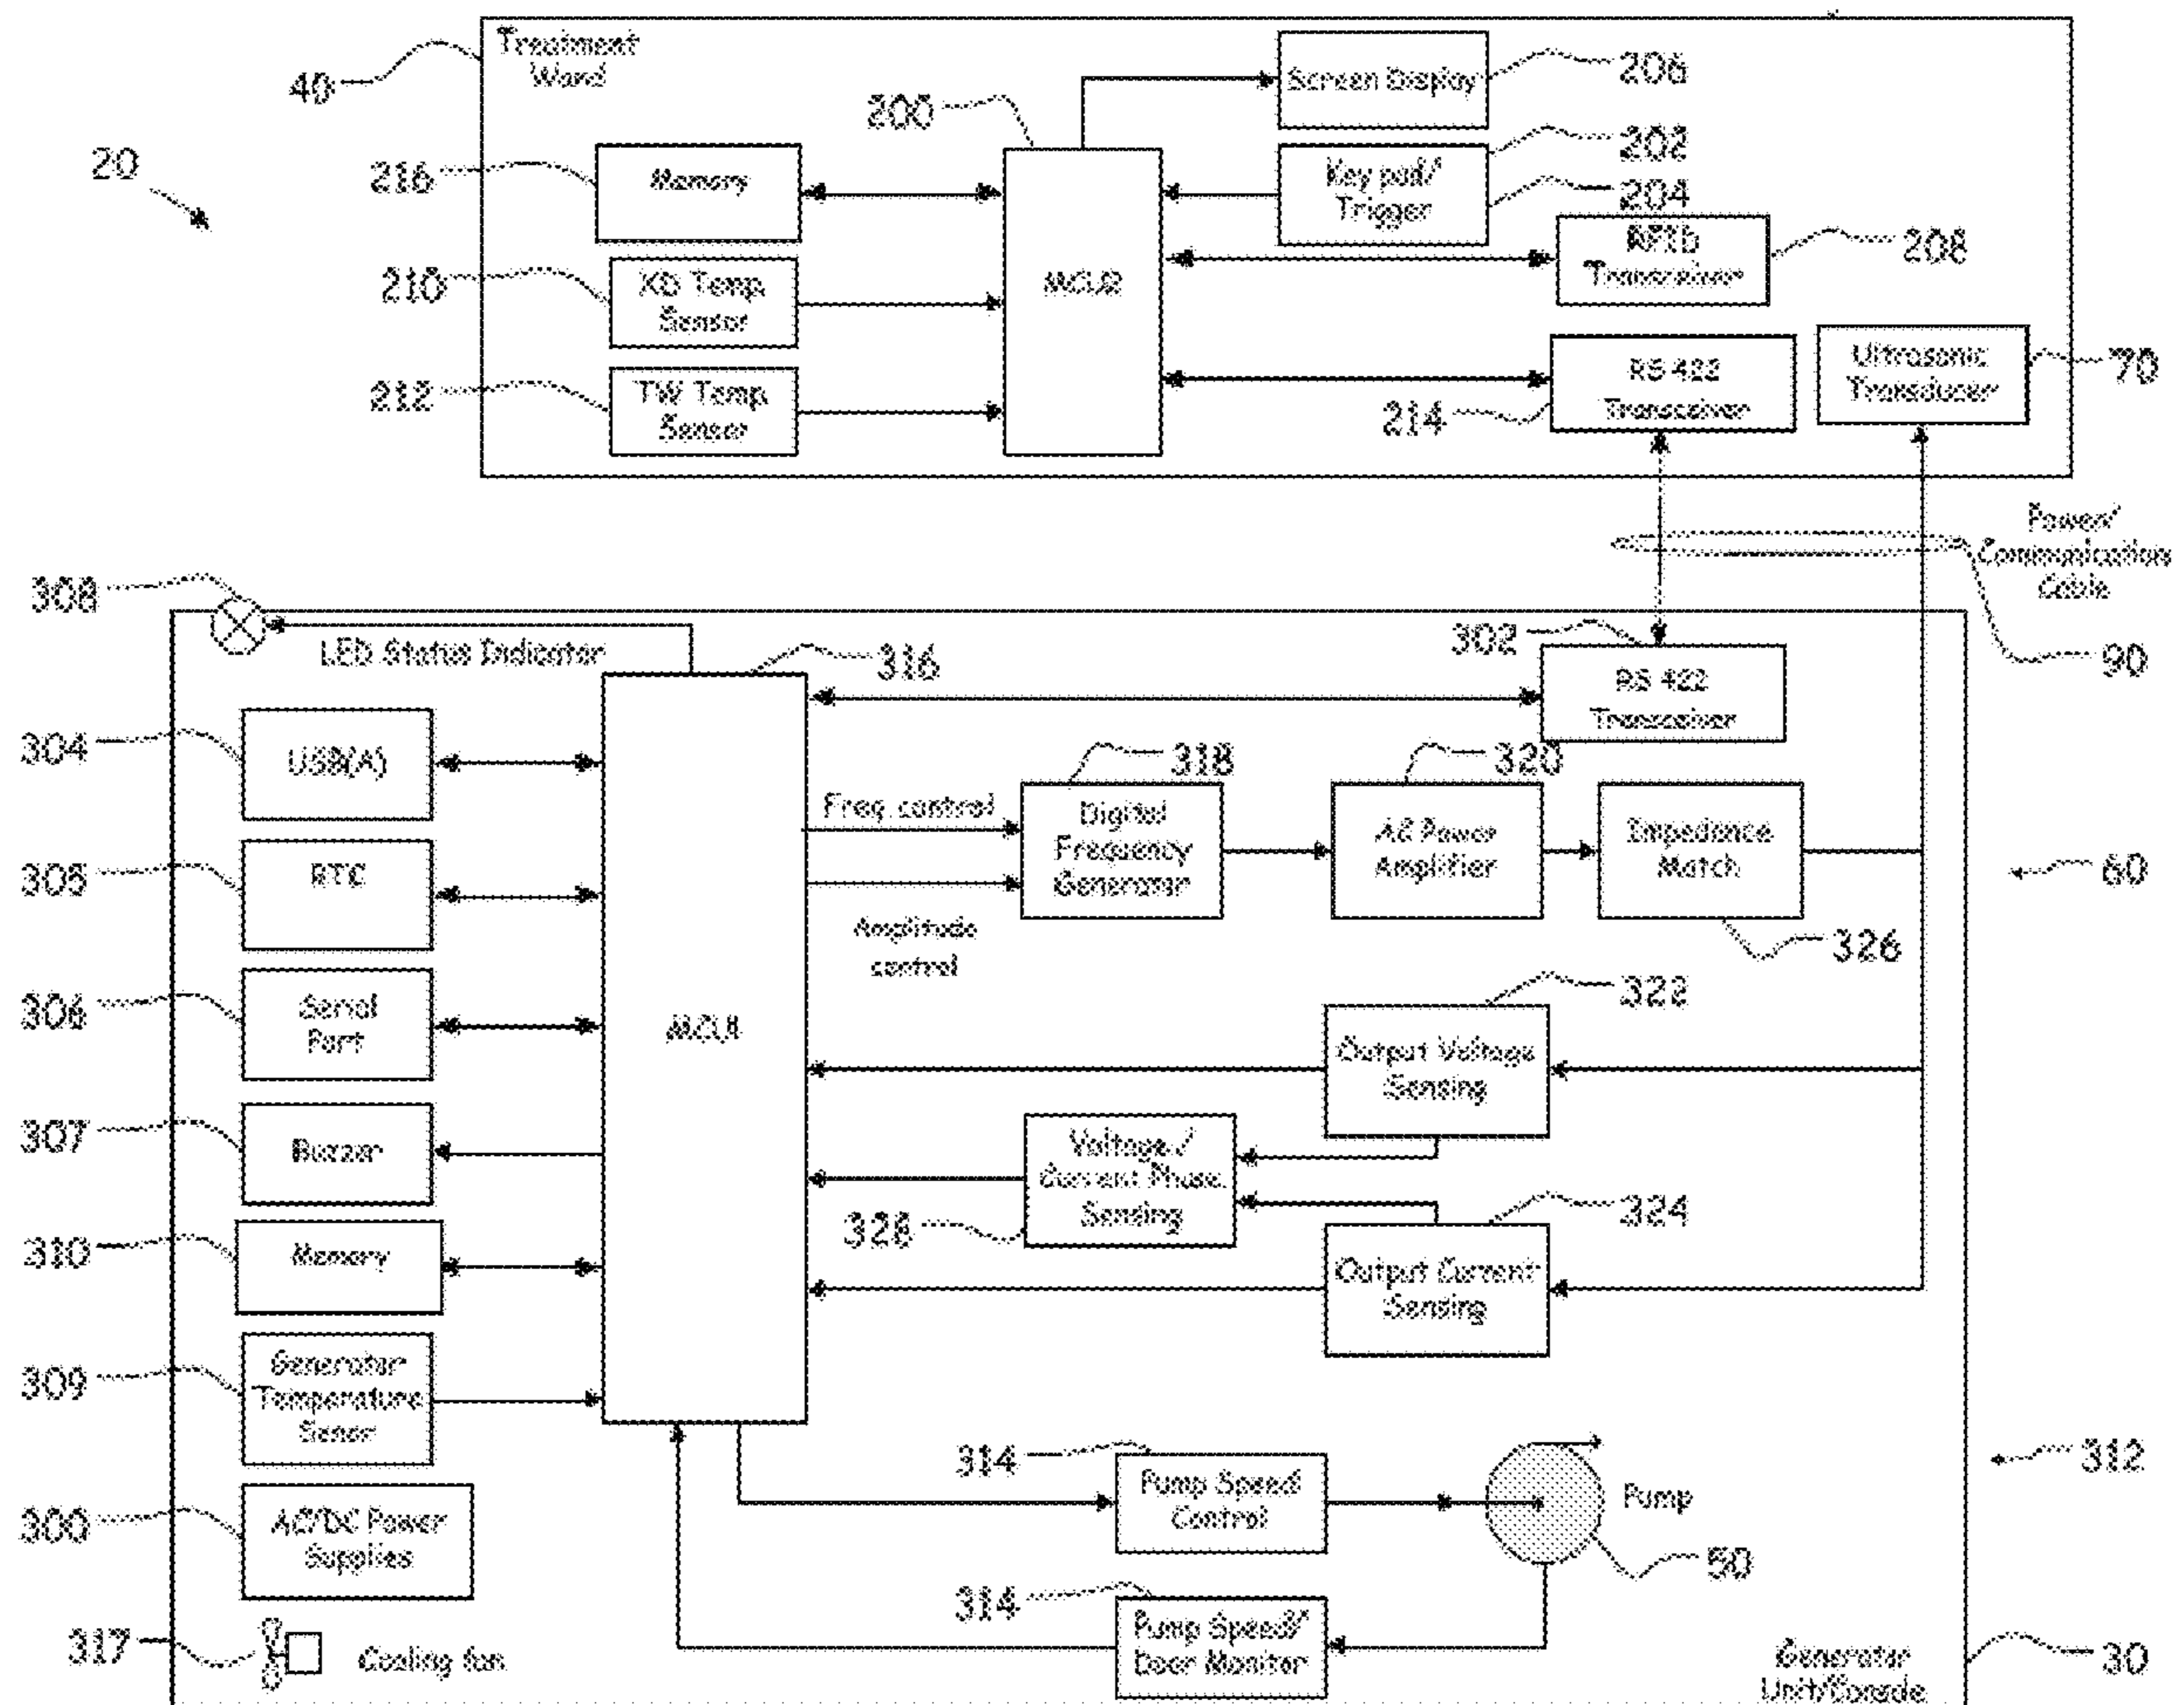 Treatment
Wand
40
20
Screen Display
206
200
202
Key pad/
Trigger
204
216
Memory
RFID
Transceiver
208
210
XD Temp.
Sensor
MCU2
212
TW Temp.
Sensor
RS 422
Transceiver
214
Ultrasonic
Transducer
70
Power/
Communication
Cable
90
308
LED Status Indicator
316
302
RS 422
Transceiver
304
USB(A)
318
320
Freq. control
Digital
Frequency
Generator
AC Power
Amplifier
Impedance
Match
60
305
RTC
Amplitude
control
326
306
Serial
Port
MCU1
322
Output Voltage
Sensing
307
Buzzer
Voltage/
Current Phase.
Sensing
328
324
310
Memory
Output Current
Sensing
309
Generator
Temperature
Senor
314
Pump Speed
Control
Pump
50
312
300
AC/DC Power
Supplies
314
Pump Speed/
Door Monitor
317
Cooling fan
Generator
Unit/Console
30